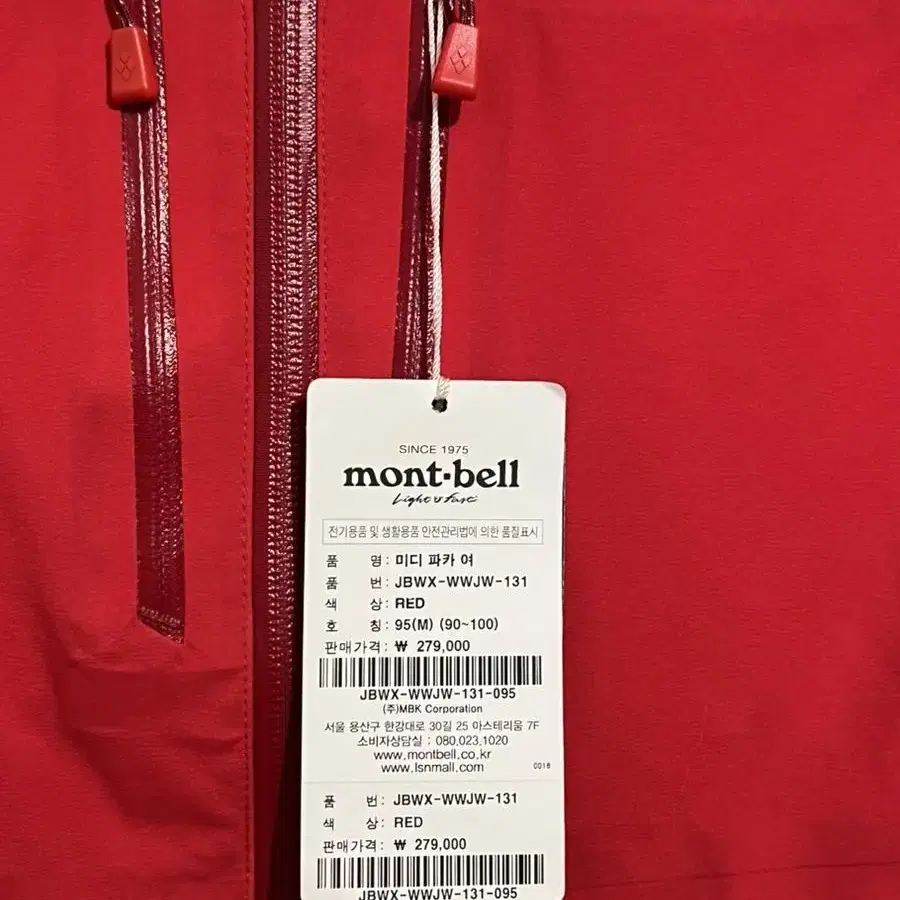 SINCE 1975
mont-bell
Light & Fast
전기용품 및 생활용품 안전관리법에 의한 품질표시
품 명 : 미디 파카 여
품 번 : JBWX-WWJW-131
색 상 : RED
호 칭 : 95(M) (90~100)
판매가격 : ₩ 279,000
JBWX-WWJW-131-095
(주)MBK Corporation
서울 용산구 한강대로 30길 25 아스테리움 7F
소비자상담실 : 080.023.1020
www.montbell.co.kr
www.lsnmall.com
0016
품 번 : JBWX-WWJW-131
색 상 : RED
판매가격 : ₩ 279,000
JBWX-WWJW-131-095